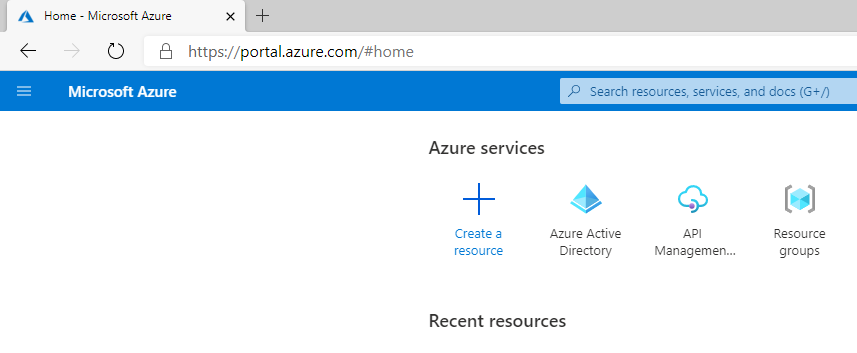 Home - Microsoft Azure
https://portal.azure.com/#home
Microsoft Azure
Search resources, services, and docs (G+/)
Azure services
Create a
resource
Azure Active
Directory
API
Managemen...
Resource
groups
Recent resources